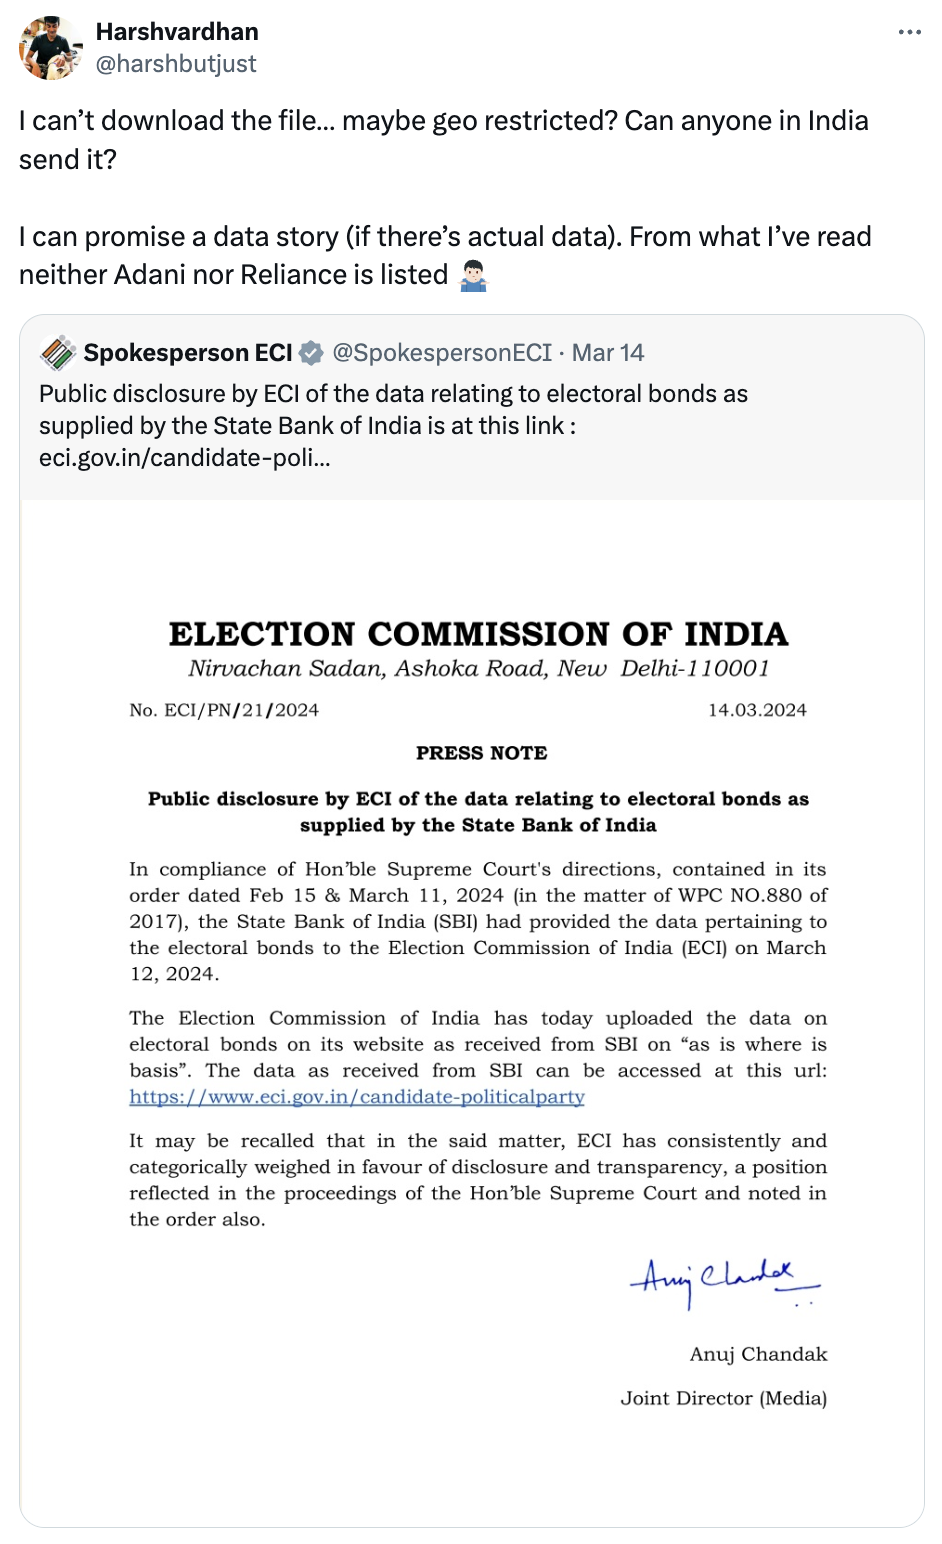 Harshvardhan
@harshbutjust
I can’t download the file... maybe geo restricted? Can anyone in India
send it?
I can promise a data story (if there’s actual data). From what I’ve read
neither Adani nor Reliance is listed 🤷🏻‍♂️
Spokesperson ECI @SpokespersonECI · Mar 14
Public disclosure by ECI of the data relating to electoral bonds as
supplied by the State Bank of India is at this link :
eci.gov.in/candidate-poli...
ELECTION COMMISSION OF INDIA
Nirvachan Sadan, Ashoka Road, New Delhi-110001
No. ECI/PN/21/2024 14.03.2024
PRESS NOTE
Public disclosure by ECI of the data relating to electoral bonds as
supplied by the State Bank of India
In compliance of Hon’ble Supreme Court's directions, contained in its
order dated Feb 15 & March 11, 2024 (in the matter of WPC NO.880 of
2017), the State Bank of India (SBI) had provided the data pertaining to
the electoral bonds to the Election Commission of India (ECI) on March
12, 2024.
The Election Commission of India has today uploaded the data on
electoral bonds on its website as received from SBI on “as is where is
basis”. The data as received from SBI can be accessed at this url:
https://www.eci.gov.in/candidate-politicalparty
It may be recalled that in the said matter, ECI has consistently and
categorically weighed in favour of disclosure and transparency, a position
reflected in the proceedings of the Hon’ble Supreme Court and noted in
the order also.
Anuj Chandak
Anuj Chandak
Joint Director (Media)